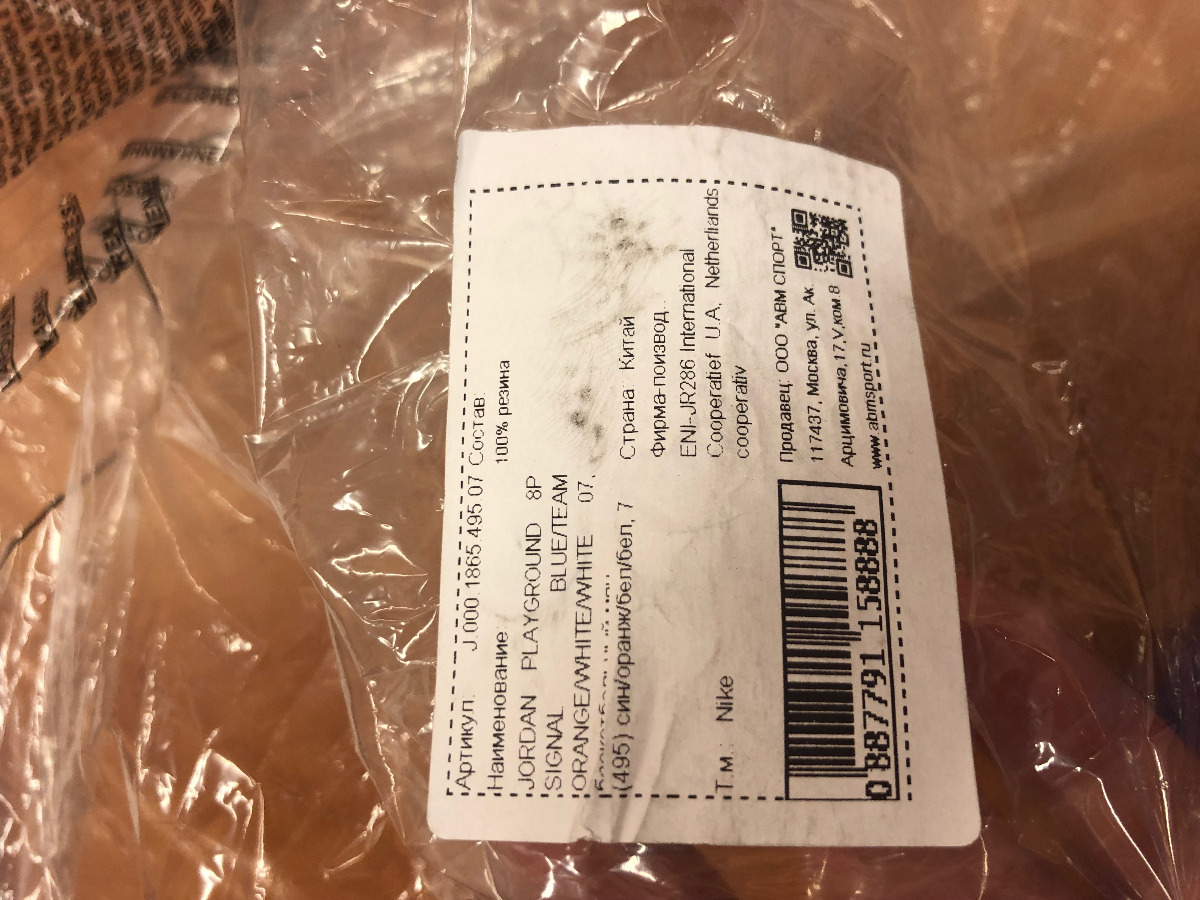 Артикул: J.000.1865.495.07
Наименование:
JORDAN PLAYGROUND 8P
SIGNAL BLUE/TEAM
ORANGE/WHITE/WHITE 07,
(495) син/оранж/бел/бел, 7
Т.м.: Nike
Состав:
100% резина
Страна: Китай
Фирма-поизвод..
ENI-JR286 International
Cooperatief U.A, Netherliands
cooperativ
0 887791 158888
Продавец: ООО "АВМ СПОРТ"
117437, Москва, ул. Ак.
Арцимовича, 17,V,ком.8
www.abmsport.ru